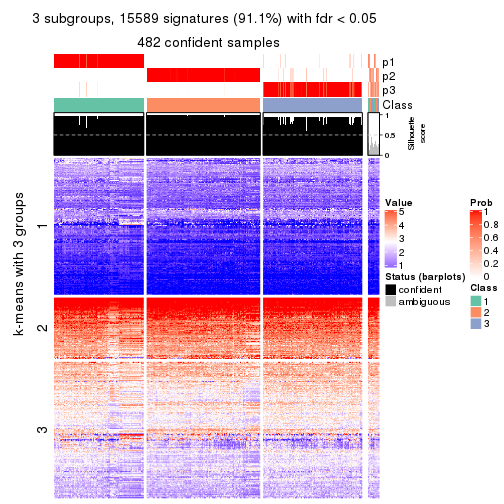 3 subgroups, 15589 signatures (91.1%) with fdr < 0.05
482 confident samples
p1
p2
p3
Class
1
0.5
0
Silhouette
score
k-means with 3 groups
1
2
3
Value
5
4
3
2
1
Status (barplots)
confident
ambiguous
Prob
1
0.8
0.6
0.4
0.2
0
Class
1
2
3